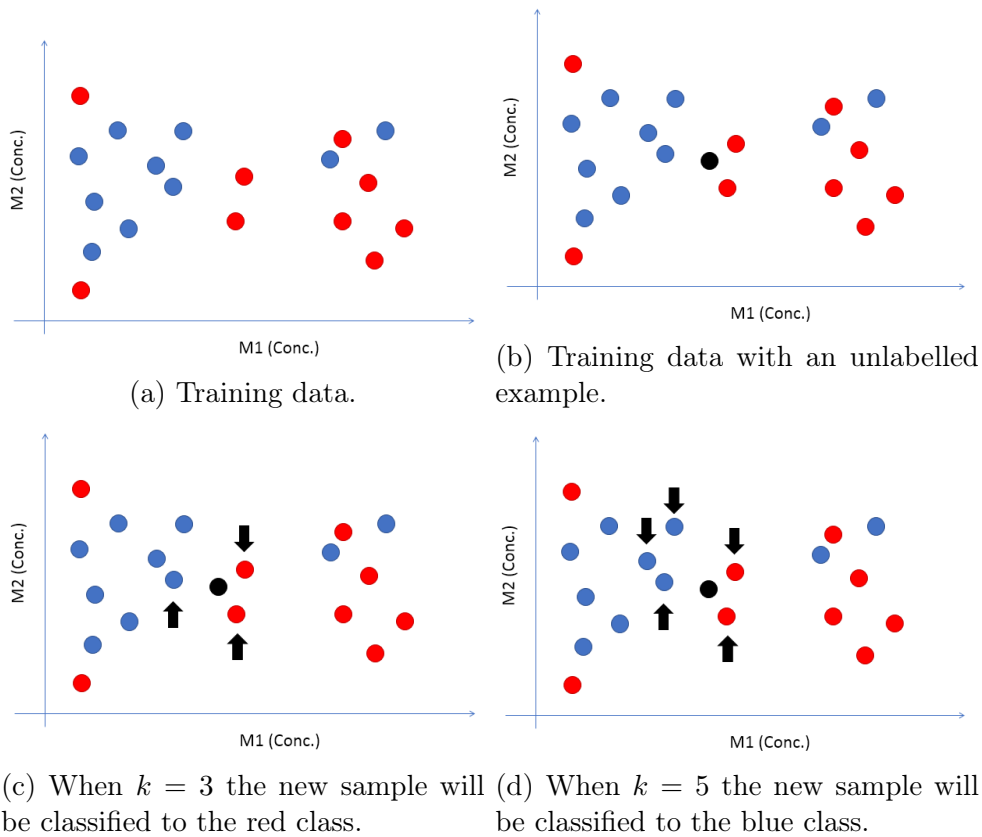 M2 (Conc.)
M1 (Conc.)
(a) Training data.
M2 (Conc.)
M1 (Conc.)
(b) Training data with an unlabelled
example.
M2 (Conc.)
M1 (Conc.)
(c) When k = 3 the new sample will
be classified to the red class.
M2 (Conc.)
M1 (Conc.)
(d) When k = 5 the new sample will
be classified to the blue class.